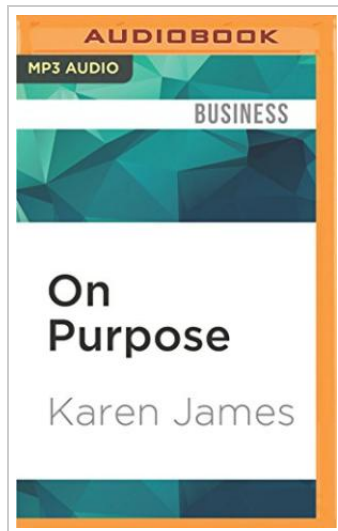 AUDIOBOOK
MP3 AUDIO
BUSINESS
On
Purpose
Karen James